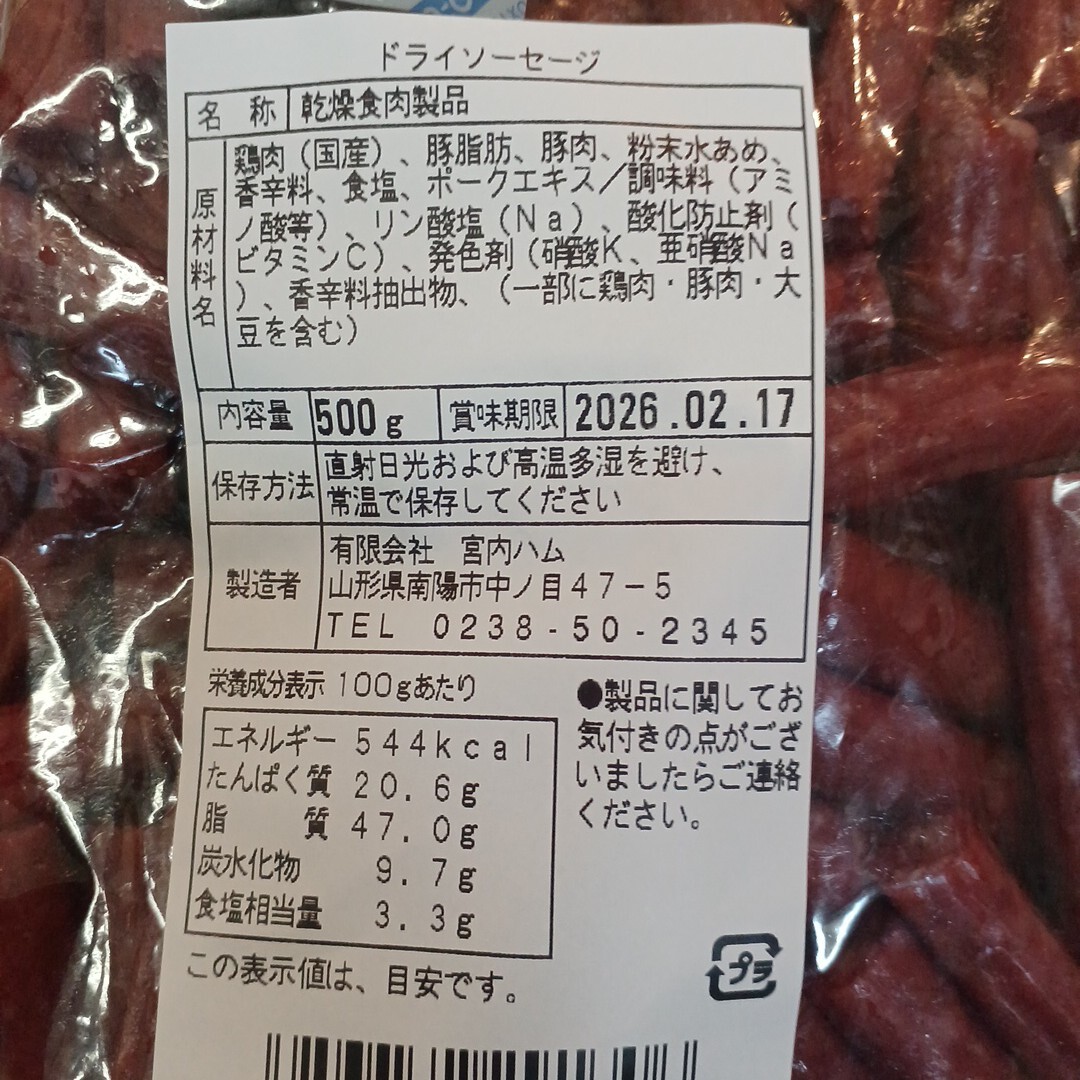 ドライソーセージ
名称 乾燥食肉製品
原材料名
鶏肉（国産）、豚脂肪、豚肉、粉末水あめ、
香辛料、食塩、ポークエキス／調味料（アミ
ノ酸等）、リン酸塩（Ｎａ）、酸化防止剤（
ビタミンＣ）、発色剤（硝酸Ｋ、亜硝酸Ｎａ
）、香辛料抽出物、（一部に鶏肉・豚肉・大
豆を含む）
内容量 500g 賞味期限 2026.02.17
保存方法 直射日光および高温多湿を避け、
常温で保存してください
製造者 有限会社　宮内ハム
山形県南陽市中ノ目４７－５
ＴＥＬ　０２３８-５０-２３４５
栄養成分表示 100gあたり
エネルギー 544kcal
たんぱく質 20.6g
脂質 47.0g
炭水化物 9.7g
食塩相当量 3.3g
この表示値は、目安です。
●製品に関してお
気付きの点がござ
いましたらご連絡
ください。
プラ